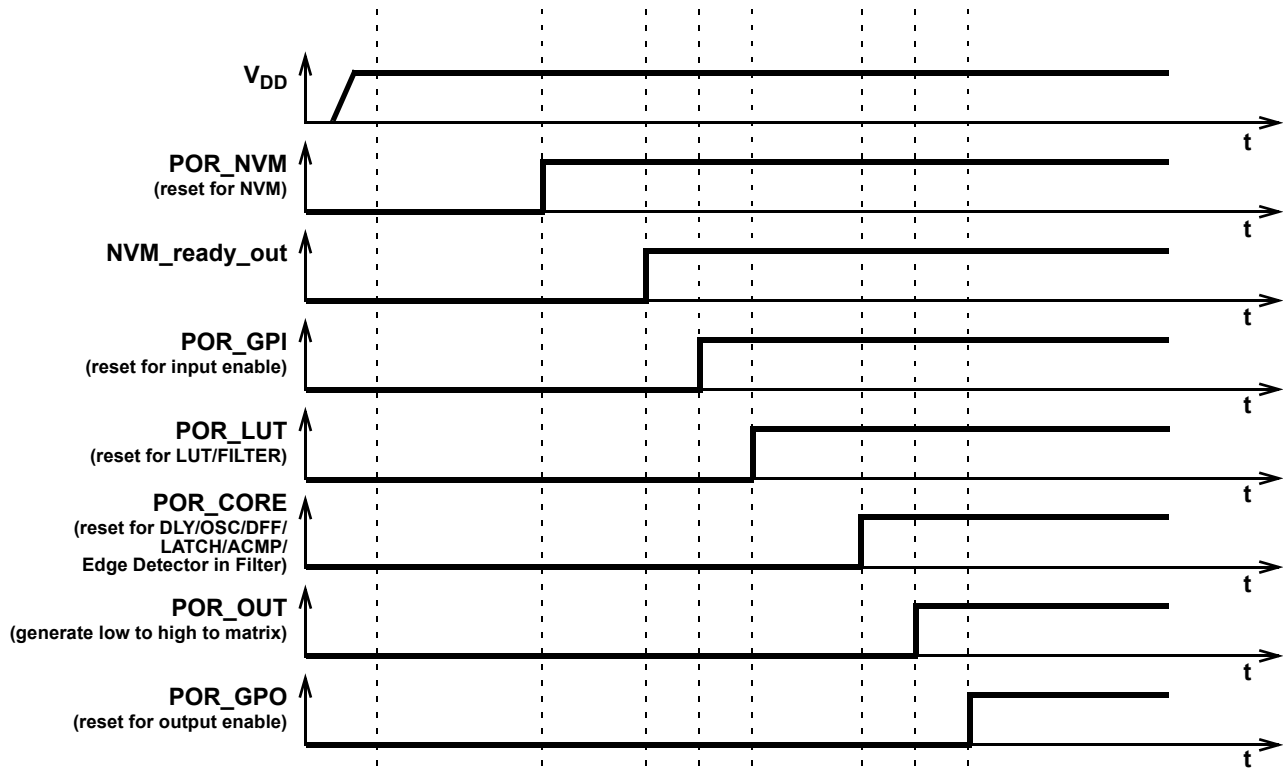 VDD
t
POR_NVM
(reset for NVM)
t
NVM_ready_out
t
POR_GPI
(reset for input enable)
t
POR_LUT
(reset for LUT/FILTER)
t
POR_CORE
(reset for DLY/OSC/DFF/
LATCH/ACMP/
Edge Detector in Filter)
t
POR_OUT
(generate low to high to matrix)
t
POR_GPO
(reset for output enable)
t